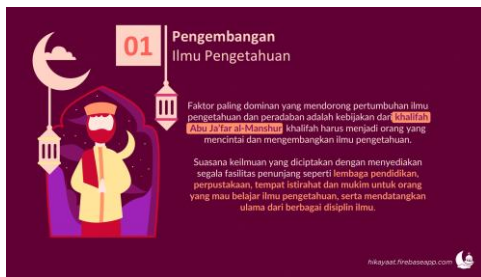 01
Pengembangan
Ilmu Pengetahuan
Faktor paling dominan yang mendorong pertumbuhan ilmu
pengetahuan dan peradaban adalah kebijakan dari khalifah
Abu Ja'far al-Manshur khalifah harus menjadi orang yang
mencintai dan mengembangkan ilmu pengetahuan.
Suasana keilmuan yang diciptakan dengan menyediakan
segala fasilitas penunjang seperti lembaga pendidikan,
perpustakaan, tempat istirahat dan mukim untuk orang
yang mau belajar ilmu pengetahuan, serta mendatangkan
ulama dari berbagai disiplin ilmu.
hikayaat.firebaseapp.com